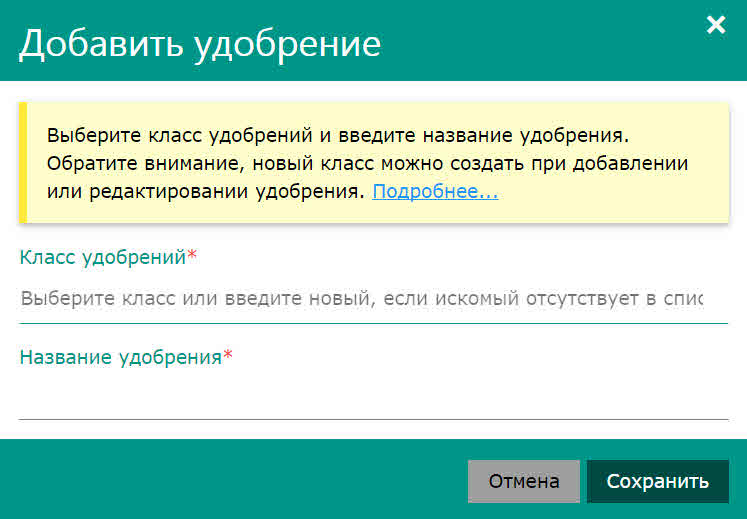 Добавить удобрение
×
Выберите класс удобрений и введите название удобрения.
Обратите внимание, новый класс можно создать при добавлении
или редактировании удобрения. Подробнее...
Класс удобрений*
Выберите класс или введите новый, если искомый отсутствует в спис
Название удобрения*
Отмена Сохранить